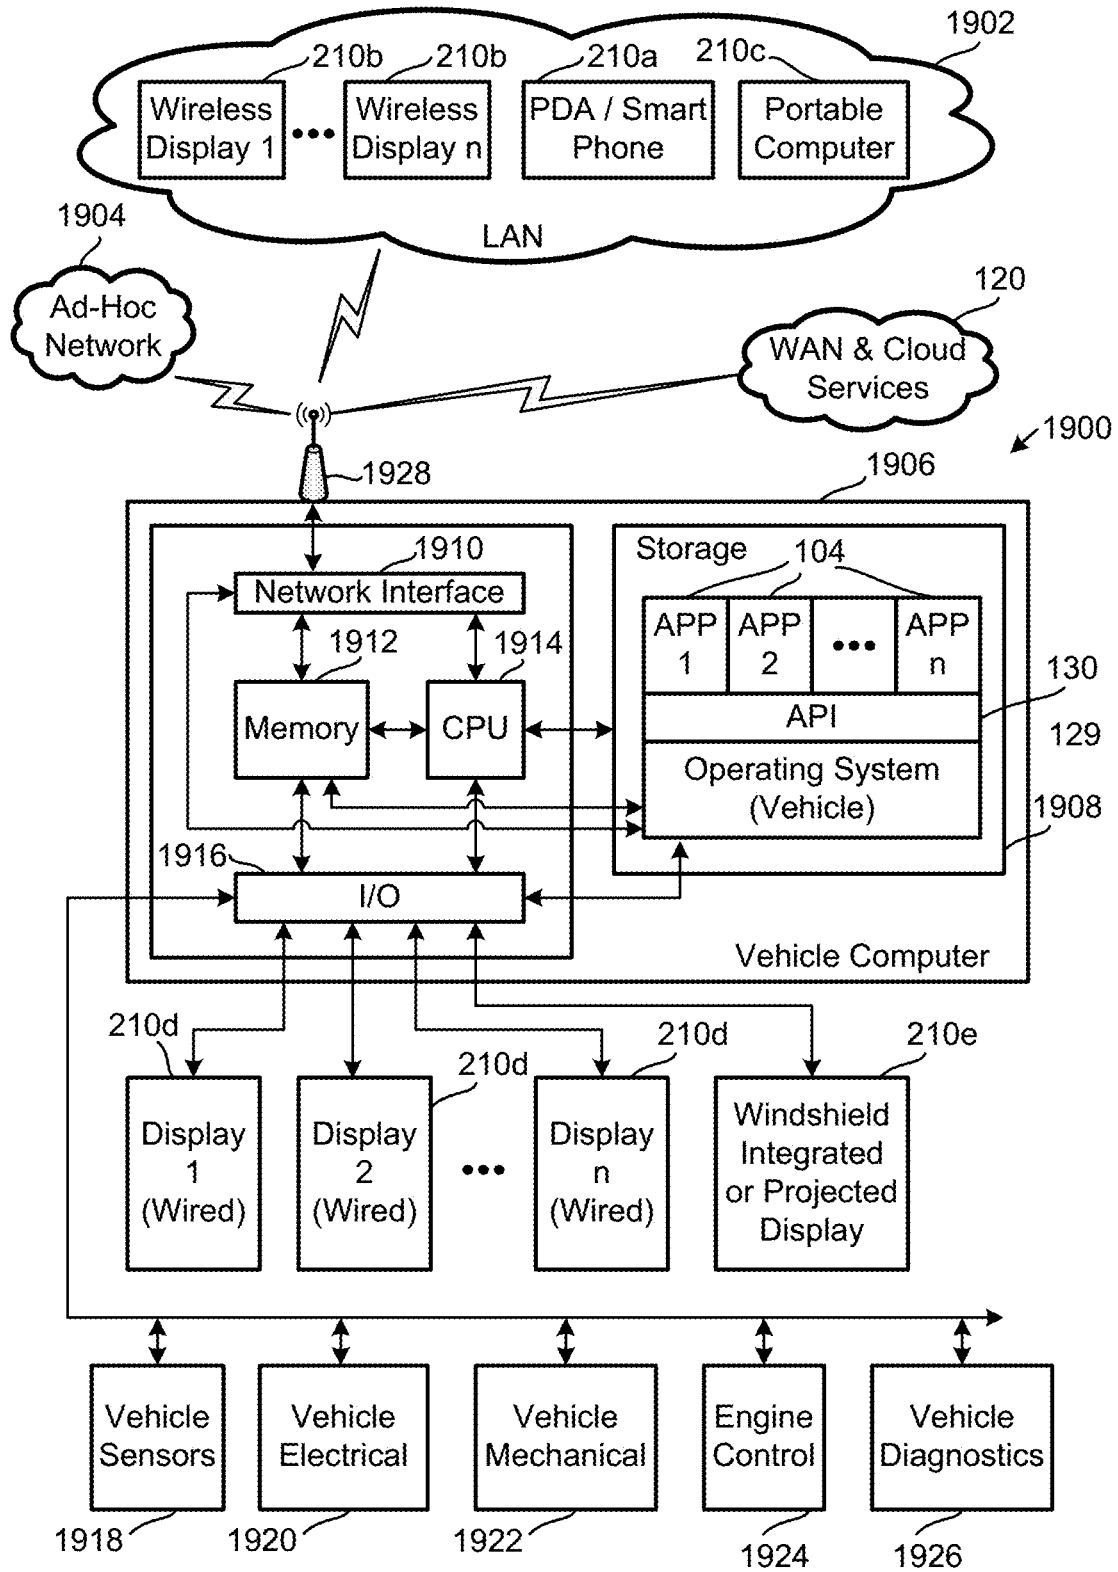 1902
210b
210b
210a
210c
Wireless
Display 1
Wireless
Display n
PDA / Smart
Phone
Portable
Computer
LAN
1904
Ad-Hoc
Network
120
WAN & Cloud
Services
1900
1928
1906
1910
Network Interface
Storage
104
APP
1
APP
2
APP
n
1912
1914
Memory
CPU
130
API
129
Operating System
(Vehicle)
1908
1916
I/O
Vehicle Computer
210d
210d
210d
210e
Display
1
(Wired)
Display
2
(Wired)
Display
n
(Wired)
Windshield
Integrated
or Projected
Display
Vehicle
Sensors
Vehicle
Electrical
Vehicle
Mechanical
Engine
Control
Vehicle
Diagnostics
1918
1920
1922
1924
1926